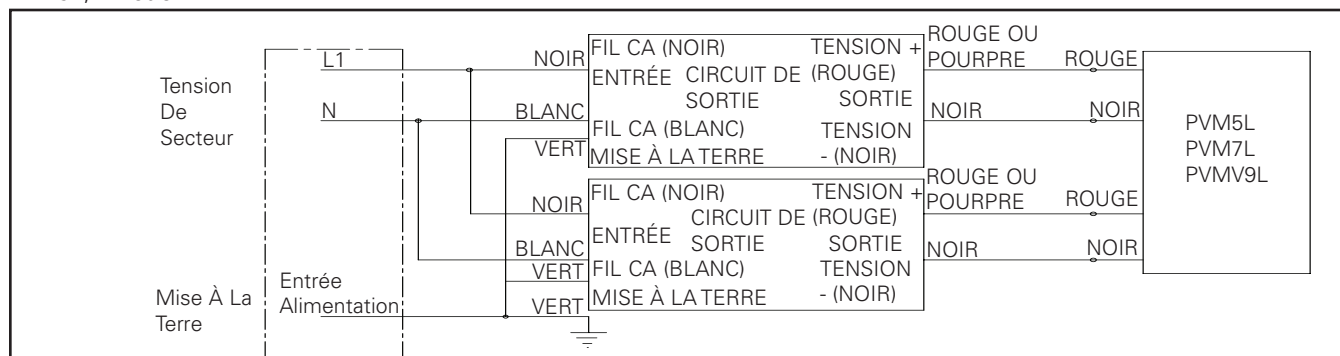 Tension
De
Secteur
Mise À La
Terre
L1
N
Entrée
Alimentation
NOIR
BLANC
VERT
FIL CA (NOIR) TENSION +
ENTRÉE CIRCUIT DE (ROUGE)
SORTIE SORTIE
FIL CA (BLANC) TENSION
MISE À LA TERRE - (NOIR)
ROUGE OU
POURPRE ROUGE
NOIR NOIR
NOIR
BLANC
VERT
VERT
FIL CA (NOIR) TENSION +
CIRCUIT DE (ROUGE)
ENTRÉE SORTIE SORTIE
FIL CA (BLANC) TENSION
MISE À LA TERRE - (NOIR)
ROUGE OU
POURPRE ROUGE
NOIR NOIR
PVM5L
PVM7L
PVMV9L